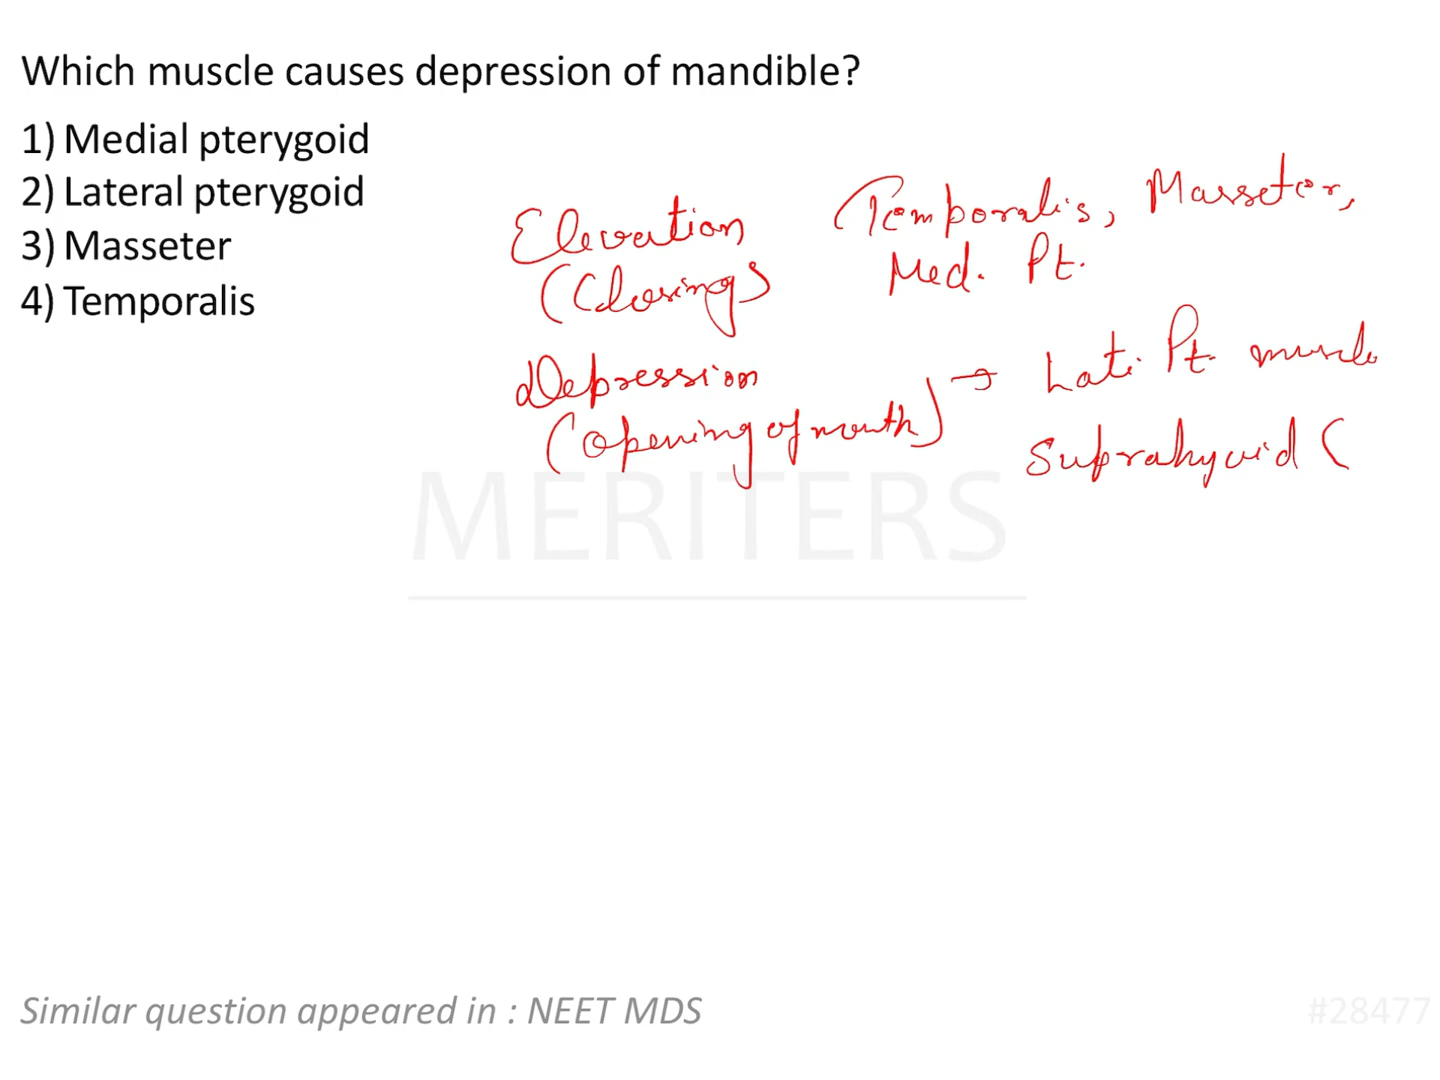 Which muscle causes depression of mandible?
1) Medial pterygoid
2) Lateral pterygoid
3) Masseter
4) Temporalis
Elevation (Temporalis, Masseter,
(Closing) Med. Pt.
Depression → Lat. Pt. muscle
(opening of mouth) Suprahyoid (
MERITERS
Similar question appeared in : NEET MDS
#28477